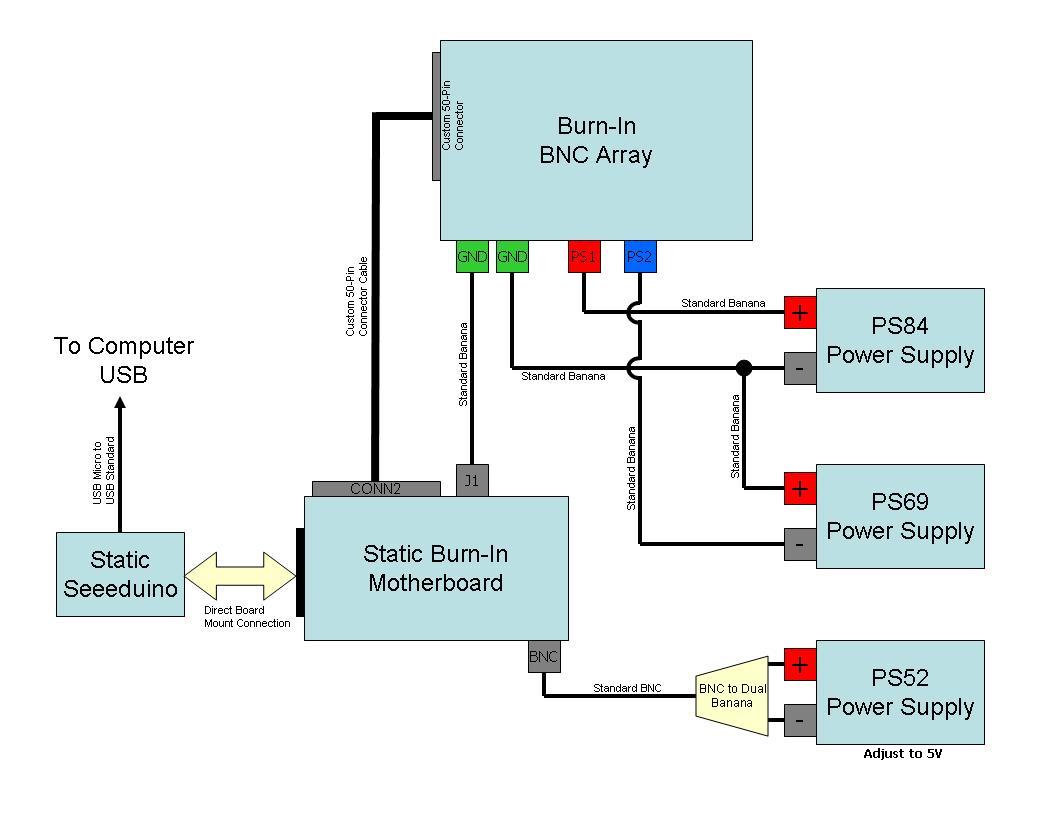 Custom 50-Pin
Connector
Burn-In
BNC Array
GND
GND
PS1
PS2
Custom 50-Pin
Connector Cable
Standard Banana
Standard Banana
Standard Banana
Standard Banana
Standard Banana
+
-
PS84
Power Supply
To Computer
USB
USB Micro to
USB Standard
CONN2
J1
+
-
PS69
Power Supply
Static
Seeeduino
Direct Board
Mount Connection
Static Burn-In
Motherboard
BNC
Standard BNC
BNC to Dual
Banana
+
-
PS52
Power Supply
Adjust to 5V